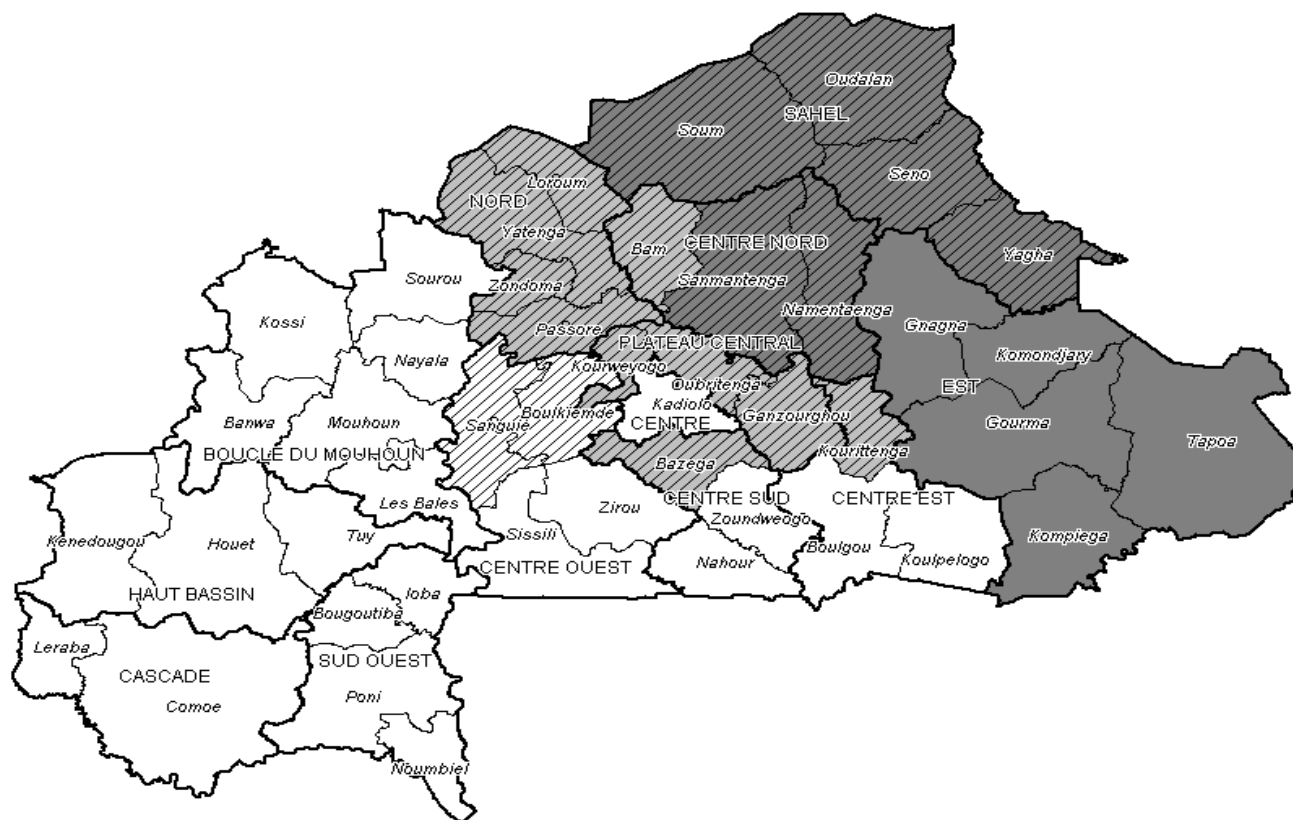 Oudalan
SAHEL
Soum
Seno
Loroum
NORD
Yatenga
Bam
CENTRE NORD
Yagha
Sourou
Sanmantenga
Zondoma
Namentaenga
Kossi
Gnagna
Passore
PLATEAU CENTRAL
Komondjary
Nayala
Kourweyogo
Oubritenga
EST
Kadiolo
Boulkiemde
Ganzourghou
Gourma
Banwa
Mouhoun
Sanguie
CENTRE
Tapoa
BOUCLE DU MOUHOUN
Kourittenga
Bazega
Les Bales
Zirou
CENTRE SUD
CENTRE EST
Zoundweogo
Kompiega
Kenedougou
Houet
Tuy
Sissili
Boulgou
Koulpelogo
CENTRE OUEST
Nahour
HAUT BASSIN
Ioba
Bougoutiba
Leraba
SUD OUEST
CASCADE
Poni
Comoe
Noumbiel